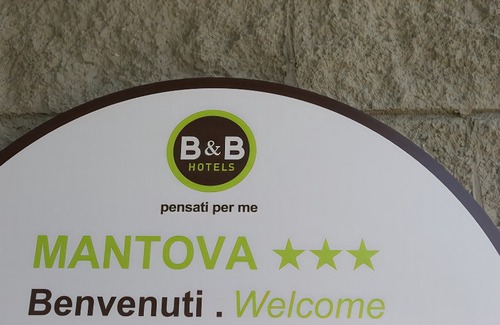 B&B
HOTELS
pensati per me
MANTOVA ★★★
Benvenuti . Welcome